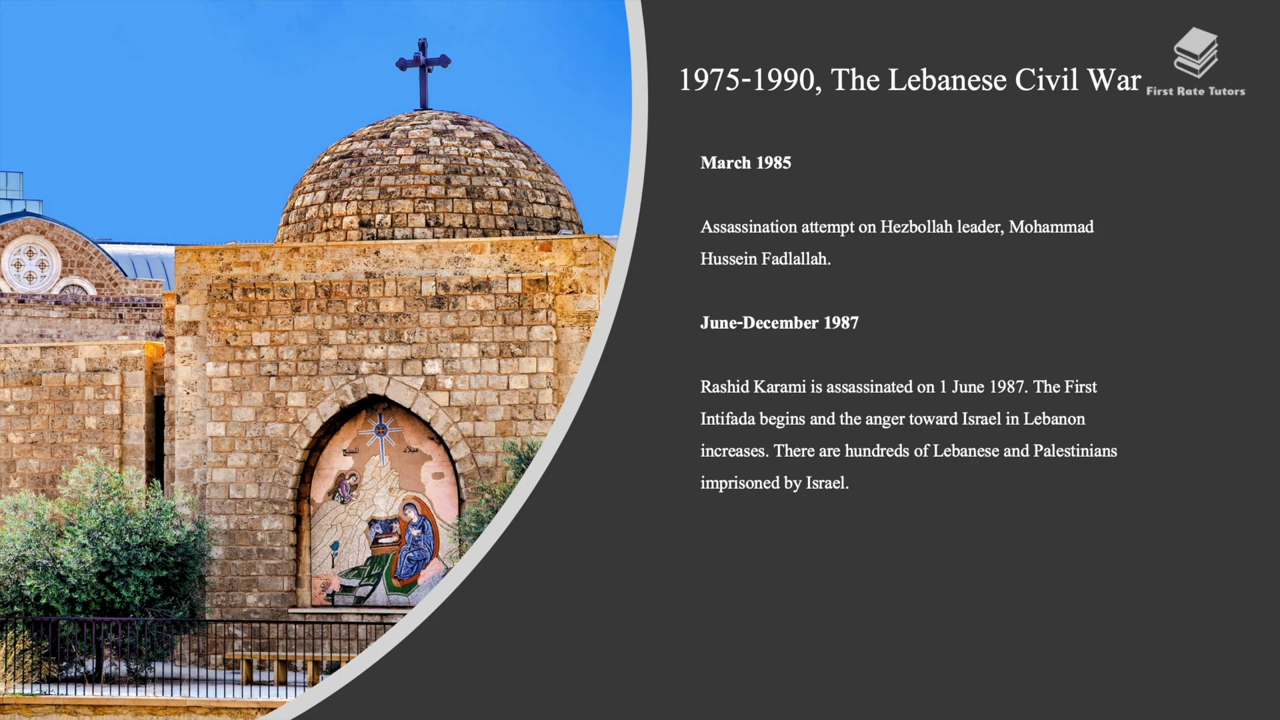 1975-1990, The Lebanese Civil War
First Rate Tutors
March 1985
Assassination attempt on Hezbollah leader, Mohammad
Hussein Fadlallah.
June-December 1987
Rashid Karami is assassinated on 1 June 1987. The First
Intifada begins and the anger toward Israel in Lebanon
increases. There are hundreds of Lebanese and Palestinians
imprisoned by Israel.
ميلاد المسيح